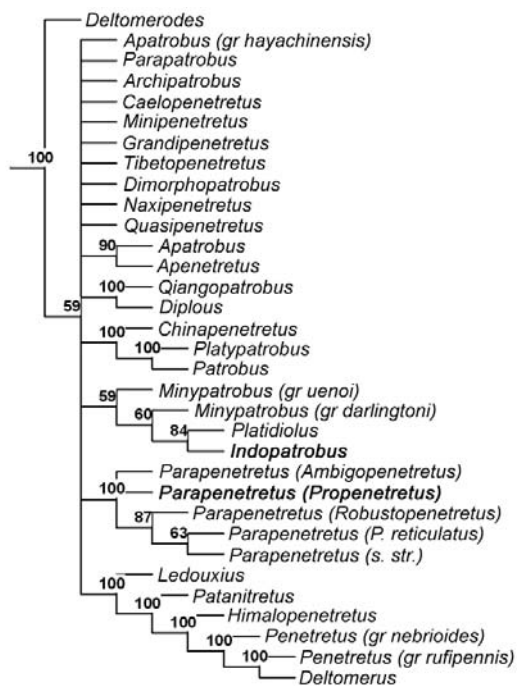 Deltomerodes
Apatrobus (gr hayachinensis)
Parapatrobus
Archipatrobus
Caelopenetretus
Minipenetretus
Grandipenetretus
100
Tibetopenetretus
Dimorphopatrobus
Naxipenetretus
Quasipenetretus
90 Apatrobus
Apenetretus
100 Qiangopatrobus
59 Diplous
100 Chinapenetretus
100 Platypatrobus
Patrobus
59 Minypatrobus (gr uenoi)
60 Minypatrobus (gr darlingtoni)
84 Platidiolus
Indopatrobus
Parapenetretus (Ambigopenetretus)
100 Parapenetretus (Propenetretus)
87 Parapenetretus (Robustopenetretus)
63 Parapenetretus (P. reticulatus)
Parapenetretus (s. str.)
100 Ledouxius
100 Patanitretus
100 Himalopenetretus
100 Penetretus (gr nebrioides)
100 Penetretus (gr rufipennis)
Deltomerus